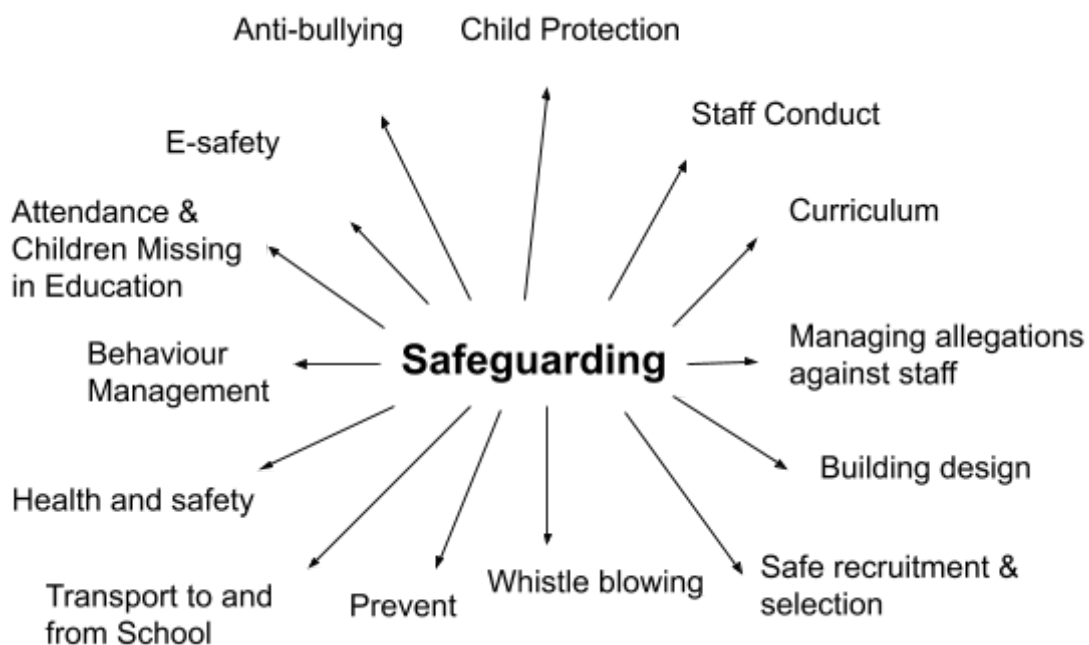 Anti-bullying
Child Protection
Staff Conduct
E-safety
Attendance &
Children Missing
in Education
Curriculum
Behaviour
Management
Safeguarding
Managing allegations
against staff
Building design
Health and safety
Transport to and
from School
Prevent
Whistle blowing
Safe recruitment &
selection